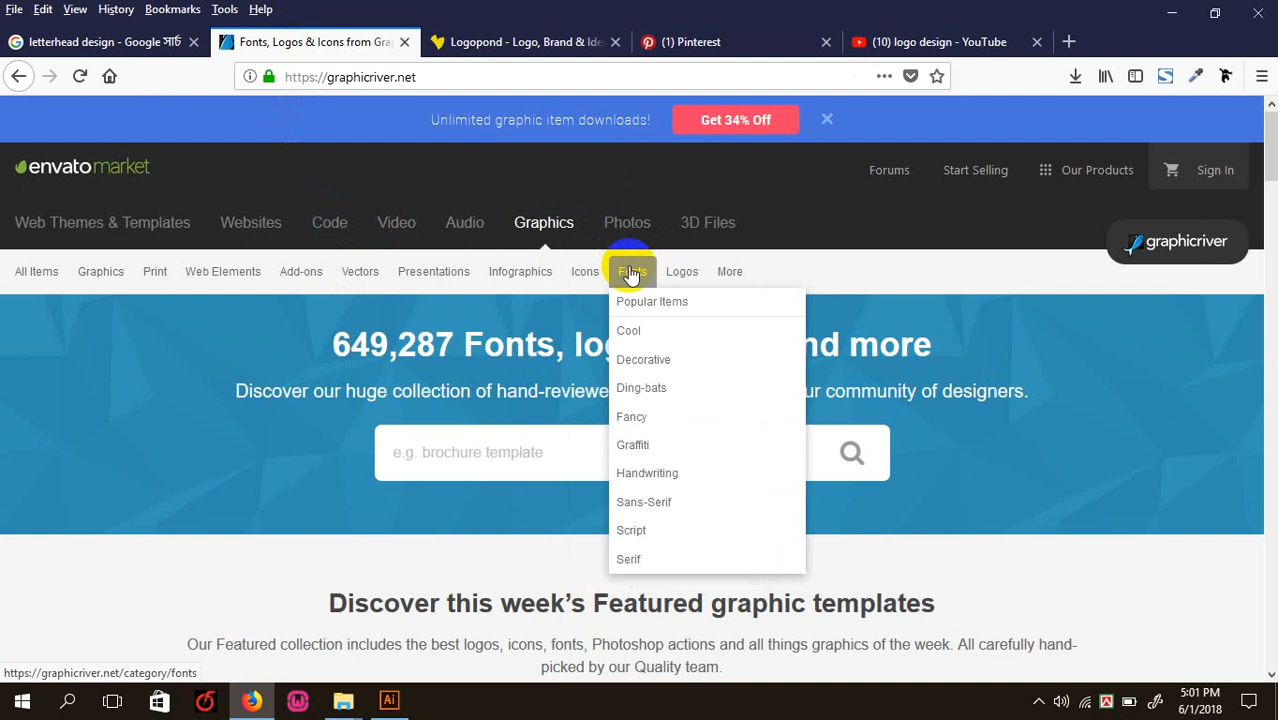 File Edit View History Bookmarks Tools Help
letterhead design - Google সার্চ
Fonts, Logos & Icons from Gra
Logopond - Logo, Brand & Ide
(1) Pinterest
(10) logo design - YouTube
https://graphicriver.net
Unlimited graphic item downloads! Get 34% Off
envatomarket
Forums Start Selling Our Products Sign In
Web Themes & Templates Websites Code Video Audio Graphics Photos 3D Files
graphicriver
All Items Graphics Print Web Elements Add-ons Vectors Presentations Infographics Icons Fonts Logos More
Popular Items
Cool
Decorative
Ding-bats
Fancy
Graffiti
Handwriting
Sans-Serif
Script
Serif
649,287 Fonts, lo nd more
Discover our huge collection of hand-reviewe ur community of designers.
e.g. brochure template
Discover this week's Featured graphic templates
Our Featured collection includes the best logos, icons, fonts, Photoshop actions and all things graphics of the week. All carefully hand-
picked by our Quality team.
https://graphicriver.net/category/fonts
Ai
5:01 PM
6/1/2018